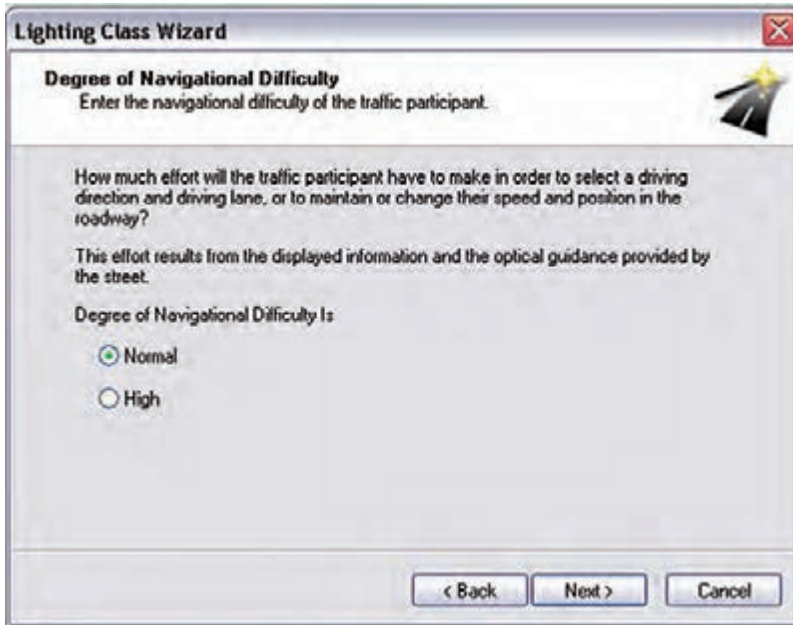 Lighting Class Wizard
Degree of Navigational Difficulty
Enter the navigational difficulty of the traffic participant.
How much effort will the traffic participant have to make in order to select a driving
direction and driving lane, or to maintain or change their speed and position in the
roadway?
This effort results from the displayed information and the optical guidance provided by
the street.
Degree of Navigational Difficulty Is
Normal
High
< Back Next > Cancel